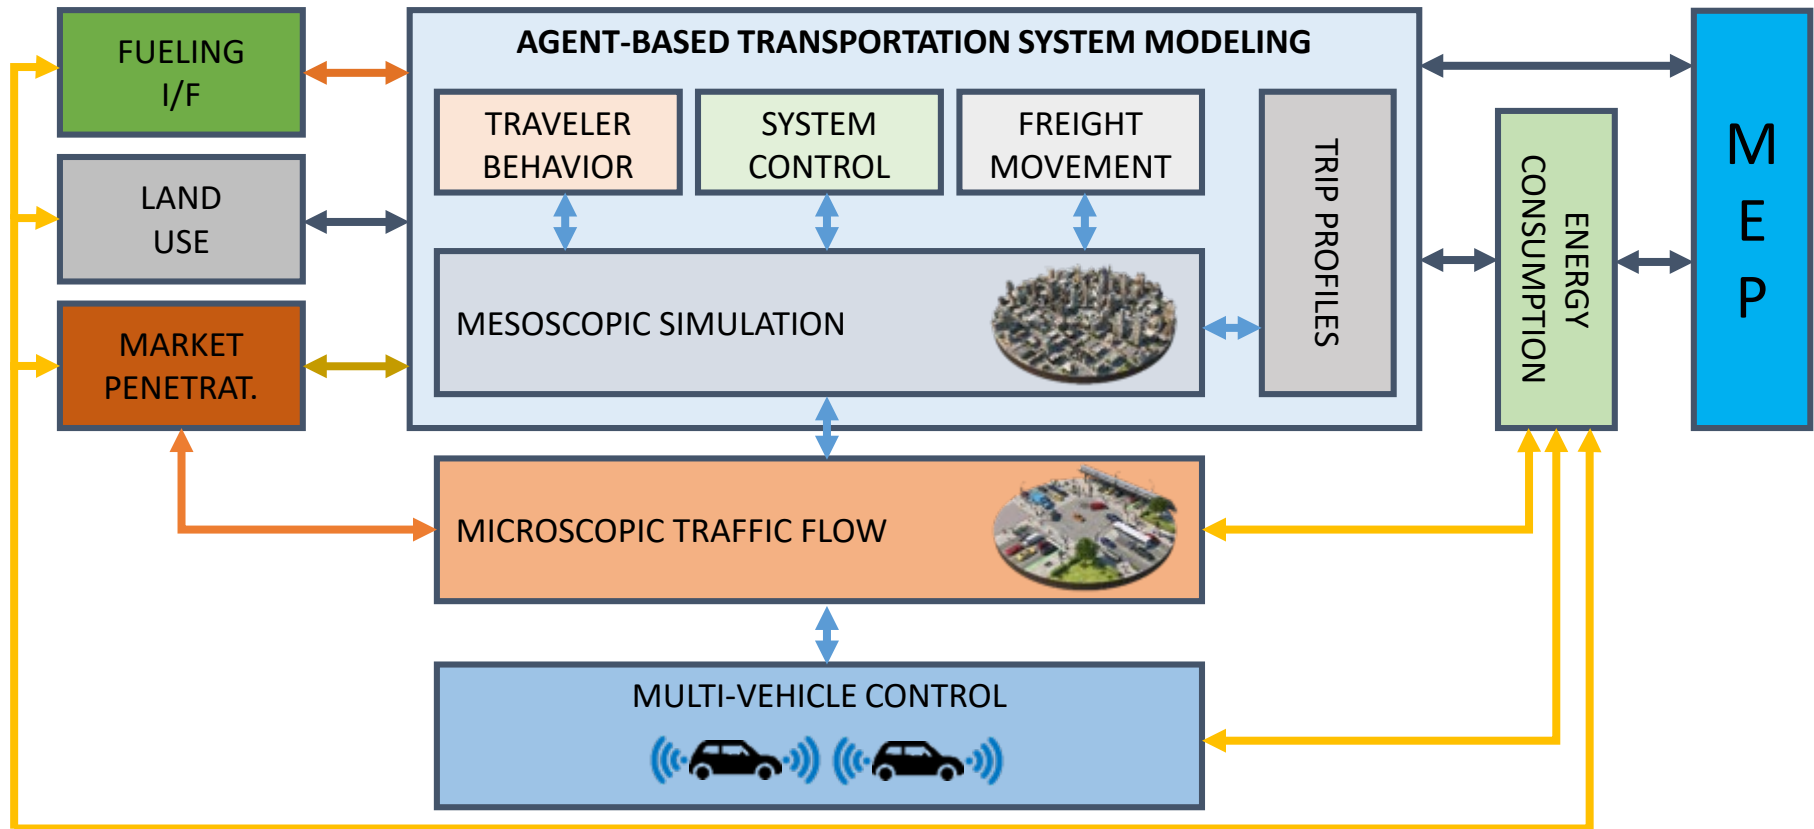 FUELING
I/F
LAND
USE
MARKET
PENETRAT.
AGENT-BASED TRANSPORTATION SYSTEM MODELING
TRAVELER
BEHAVIOR
SYSTEM
CONTROL
FREIGHT
MOVEMENT
TRIP PROFILES
MESOSCOPIC SIMULATION
MICROSCOPIC TRAFFIC FLOW
MULTI-VEHICLE CONTROL
ENERGY
CONSUMPTION
MEP